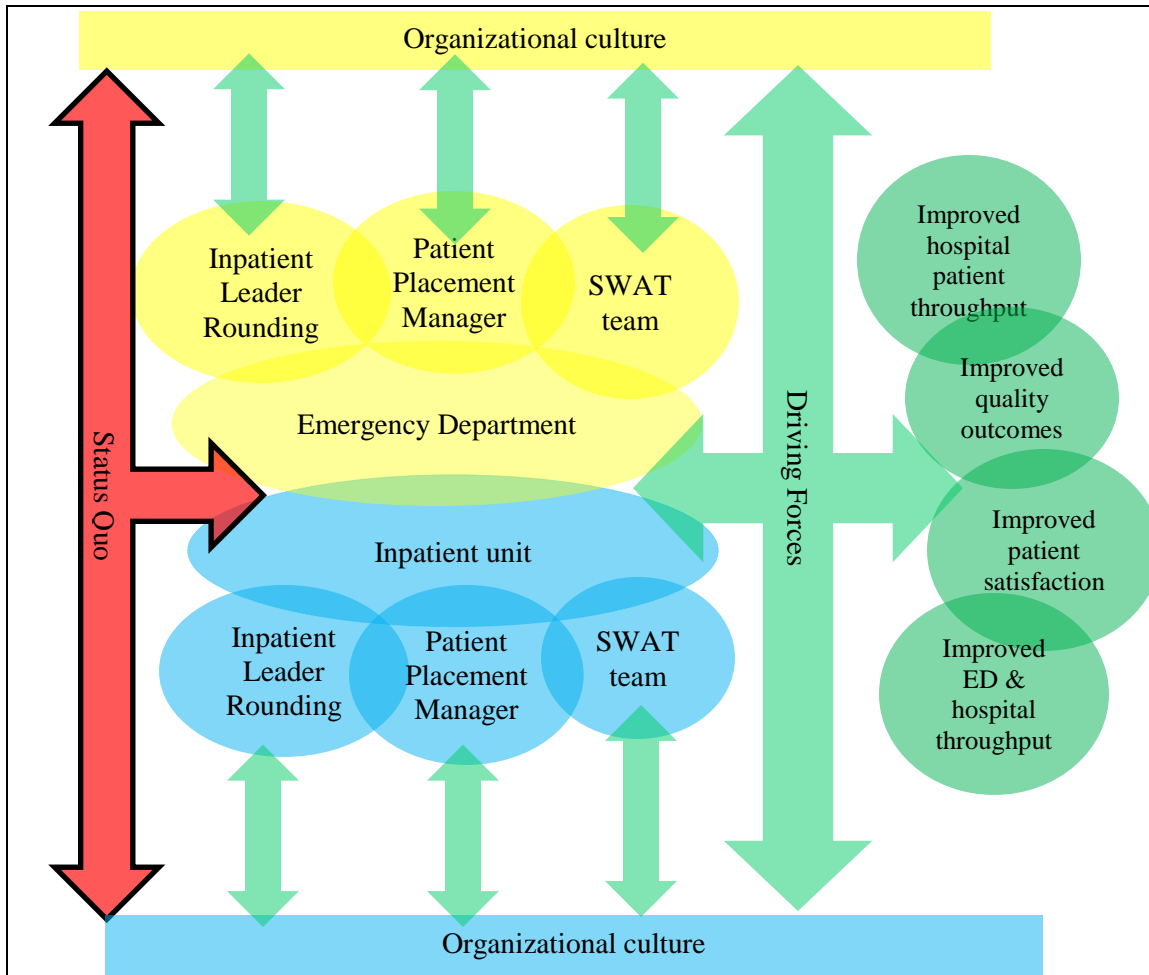 Organizational culture
Inpatient
Leader
Rounding
Patient
Placement
Manager
SWAT
team
Emergency Department
Status Quo
Driving Forces
Improved
hospital
patient
throughput
Improved
quality
outcomes
Improved
patient
satisfaction
Improved
ED &
hospital
throughput
Inpatient unit
Inpatient
Leader
Rounding
Patient
Placement
Manager
SWAT
team
Organizational culture